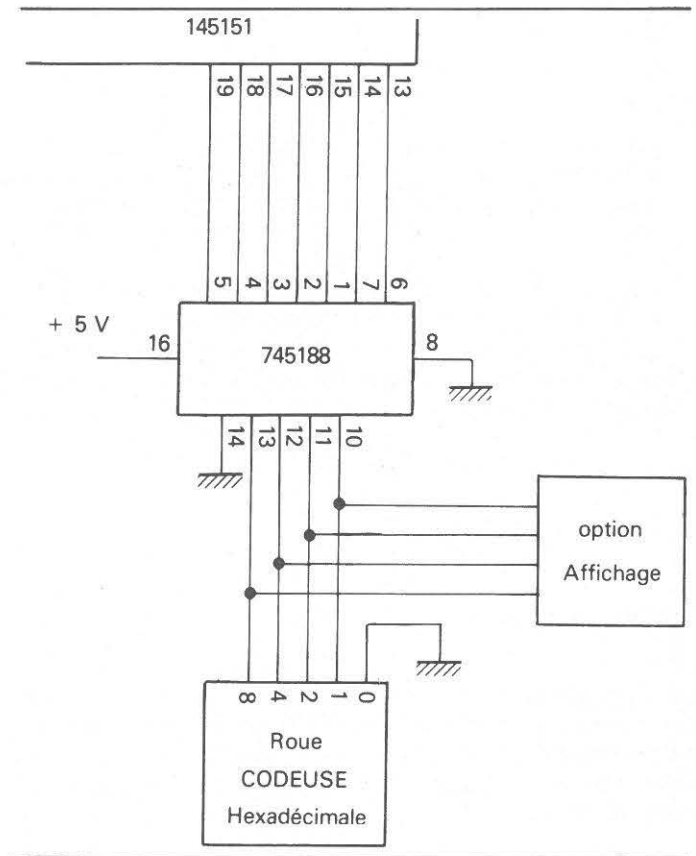 145151
19 18 17 16 15 14 13
5 4 3 2 1 7 6
+ 5 V
16
745188
8
14 13 12 11 10
option
Affichage
8 4 2 1 0
Roue
CODEUSE
Hexadécimale